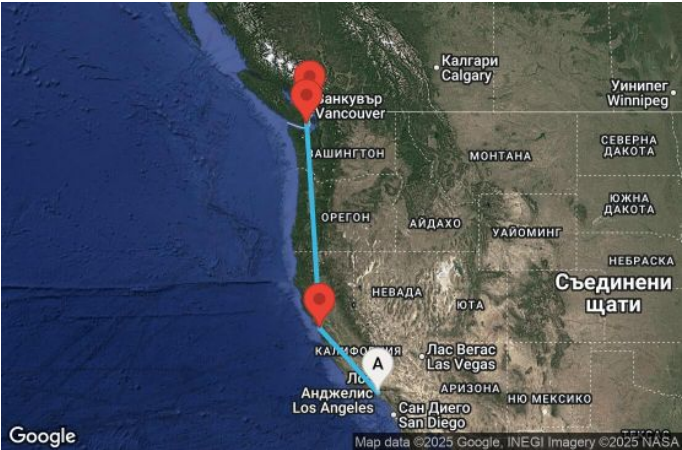 Калгари
Calgary
Уинипег
Winnipeg
Ванкувър
Vancouver
ВАШИНГТОН
МОНТАНА
СЕВЕРНА
ДАКОТА
ЮЖНА
ДАКОТА
ОРЕГОН
АЙДАХО
УАЙОМИНГ
НЕБРАСКА
Съединени
щати
НЕВАДА
ЮТА
КАЛИФОРНИЯ
A
Лас Вегас
Las Vegas
Ло
Анджелис
Los Angeles
АРИЗОНА
НЮ МЕКСИКО
Сан Диего
San Diego
ТЕКСАС
Google
Map data ©2025 Google, INEGI Imagery ©2025 NASA